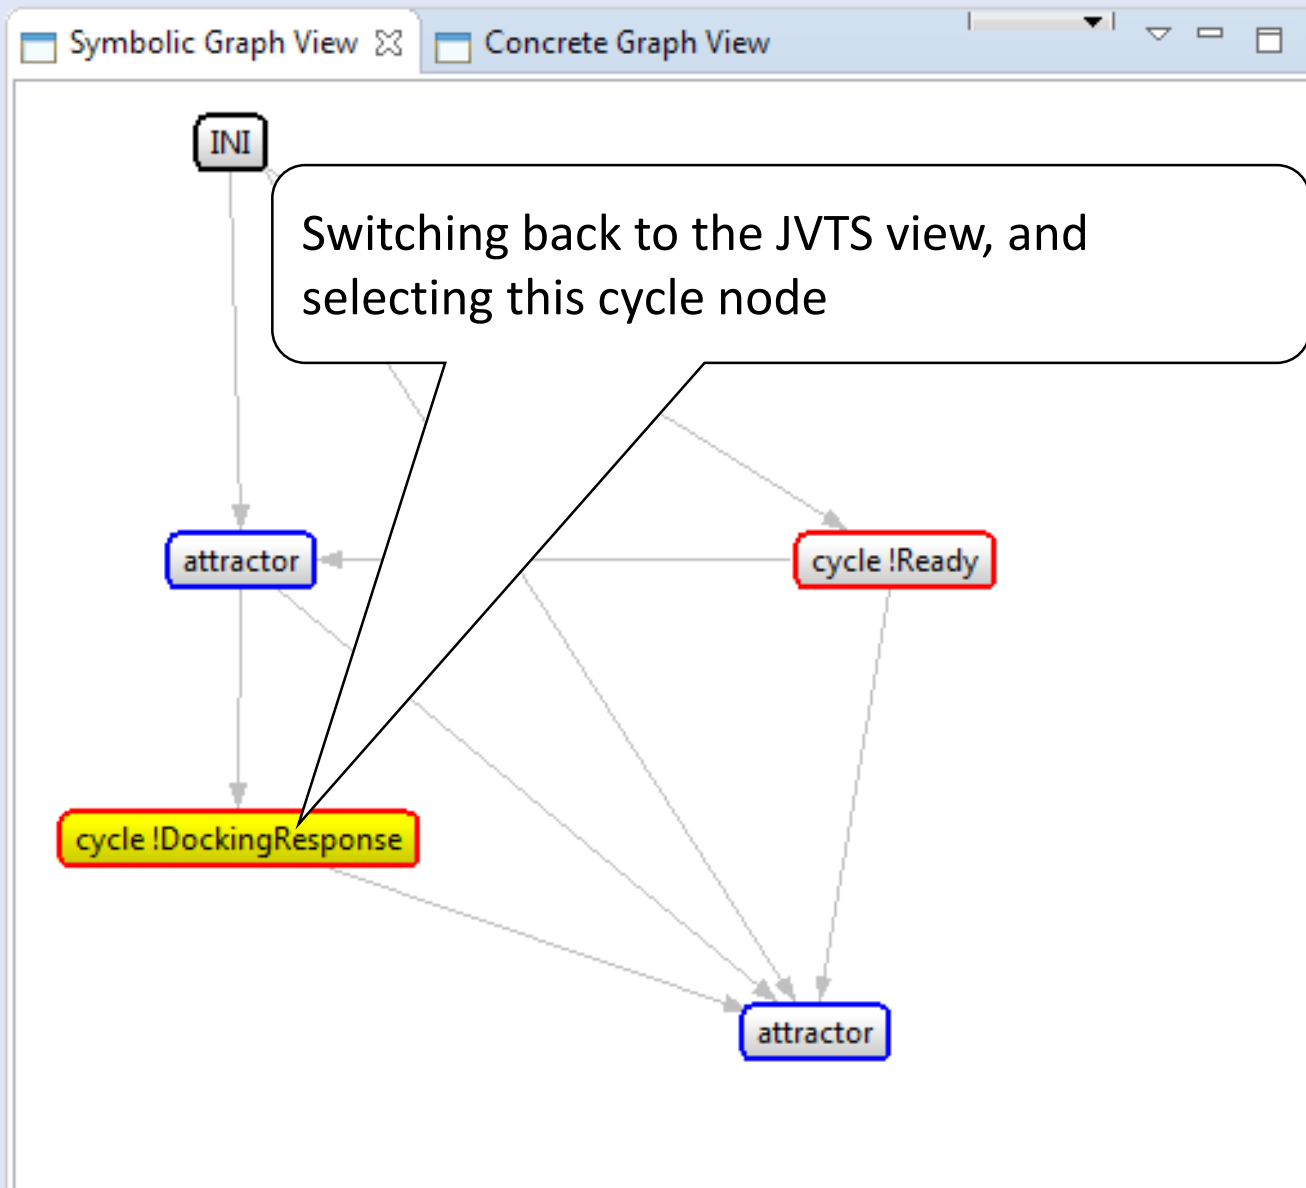 Symbolic Graph View
Concrete Graph View
INI
Switching back to the JVTS view, and
selecting this cycle node
attractor
cycle !Ready
cycle !DockingResponse
attractor